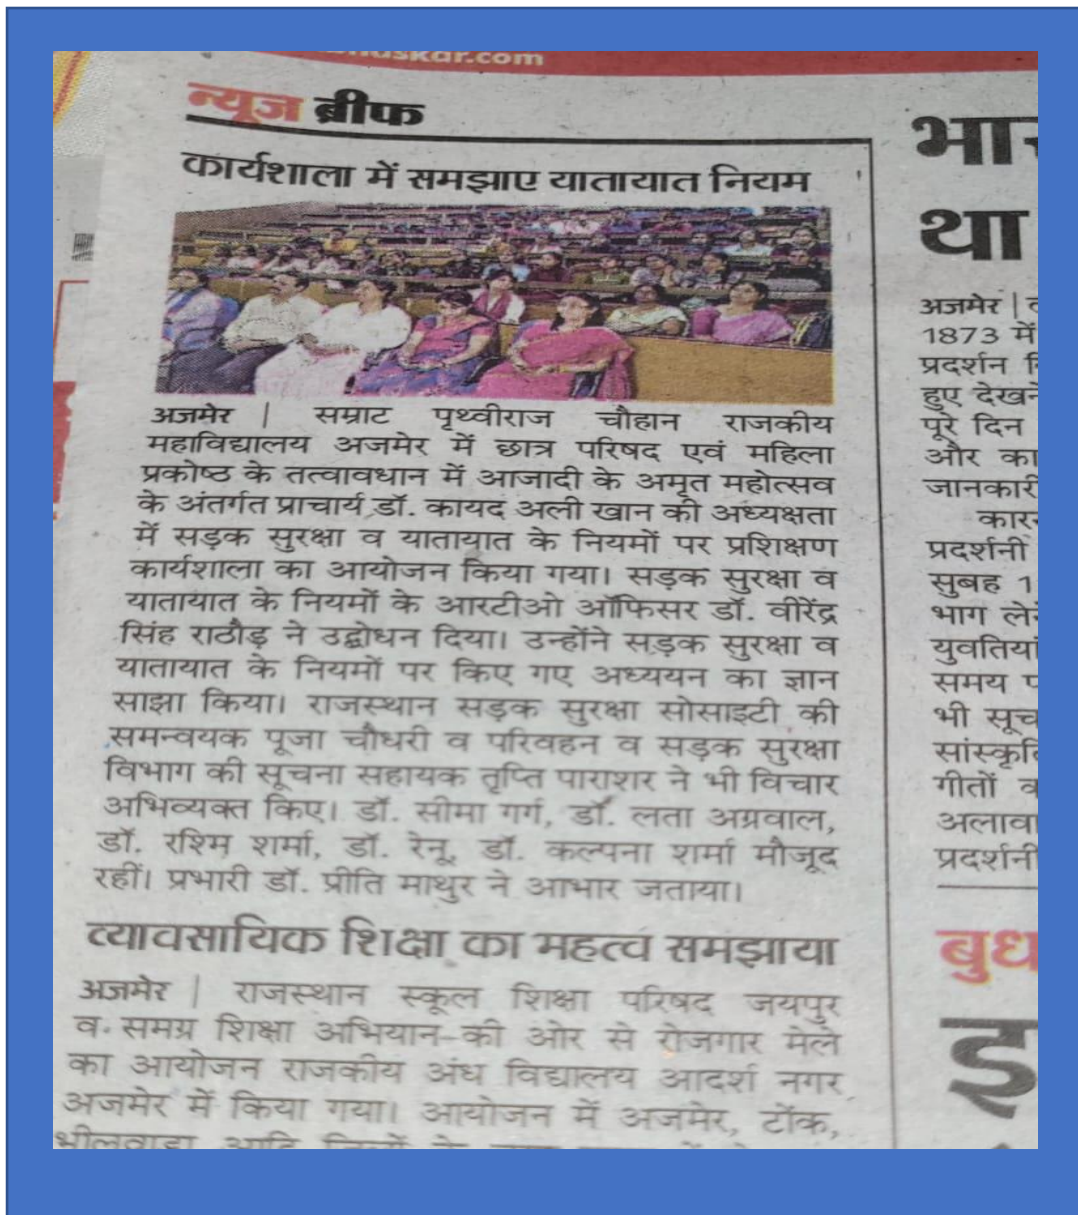 न्यूज ब्रीफ
कार्यशाला में समझाए यातायात नियम
अजमेर | सम्राट पृथ्वीराज चौहान राजकीय
महाविद्यालय अजमेर में छात्र परिषद एवं महिला
प्रकोष्ठ के तत्वावधान में आजादी के अमृत महोत्सव
के अंतर्गत प्राचार्य डॉ. कायद अली खान की अध्यक्षता
में सड़क सुरक्षा व यातायात के नियमों पर प्रशिक्षण
कार्यशाला का आयोजन किया गया। सड़क सुरक्षा व
यातायात के नियमों के आरटीओ ऑफिसर डॉ. वीरेंद्र
सिंह राठौड़ ने उद्बोधन दिया। उन्होंने सड़क सुरक्षा व
यातायात के नियमों पर किए गए अध्ययन का ज्ञान
साझा किया। राजस्थान सड़क सुरक्षा सोसाइटी की
समन्वयक पूजा चौधरी व परिवहन व सड़क सुरक्षा
विभाग की सूचना सहायक तृप्ति पाराशर ने भी विचार
अभिव्यक्त किए। डॉ. सीमा गर्ग, डॉ. लता अग्रवाल,
डॉ. रश्मि शर्मा, डॉ. रेनू, डॉ. कल्पना शर्मा मौजूद
रहीं। प्रभारी डॉ. प्रीति माथुर ने आभार जताया।
व्यावसायिक शिक्षा का महत्व समझाया
अजमेर | राजस्थान स्कूल शिक्षा परिषद जयपुर
व समग्र शिक्षा अभियान की ओर से रोजगार मेले
का आयोजन राजकीय अंध विद्यालय आदर्श नगर
अजमेर में किया गया। आयोजन में अजमेर, टोंक,
था
अजमेर |
1873 में
प्रदर्शन
हुए देखने
पूरे दिन
और का
जानकारी
प्रदर्शनी
सुबह 1
भाग लेने
युवतियां
समय
भी सूच
गीतों
अलावा
प्रदर्शनी
बुध